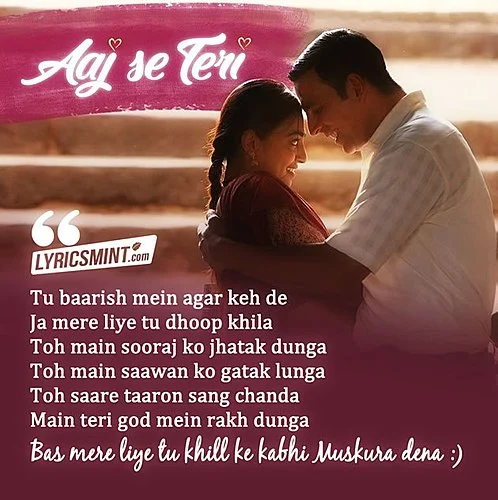 Aaj se Teri
LYRICSMINT.com
Tu baarish mein agar keh de
Ja mere liye tu dhoop khila
Toh main sooraj ko jhatak dunga
Toh main saawan ko gatak lunga
Toh saare taaron sang chanda
Main teri god mein rakh dunga
Bas mere liye tu khill ke kabhi Muskura dena :)